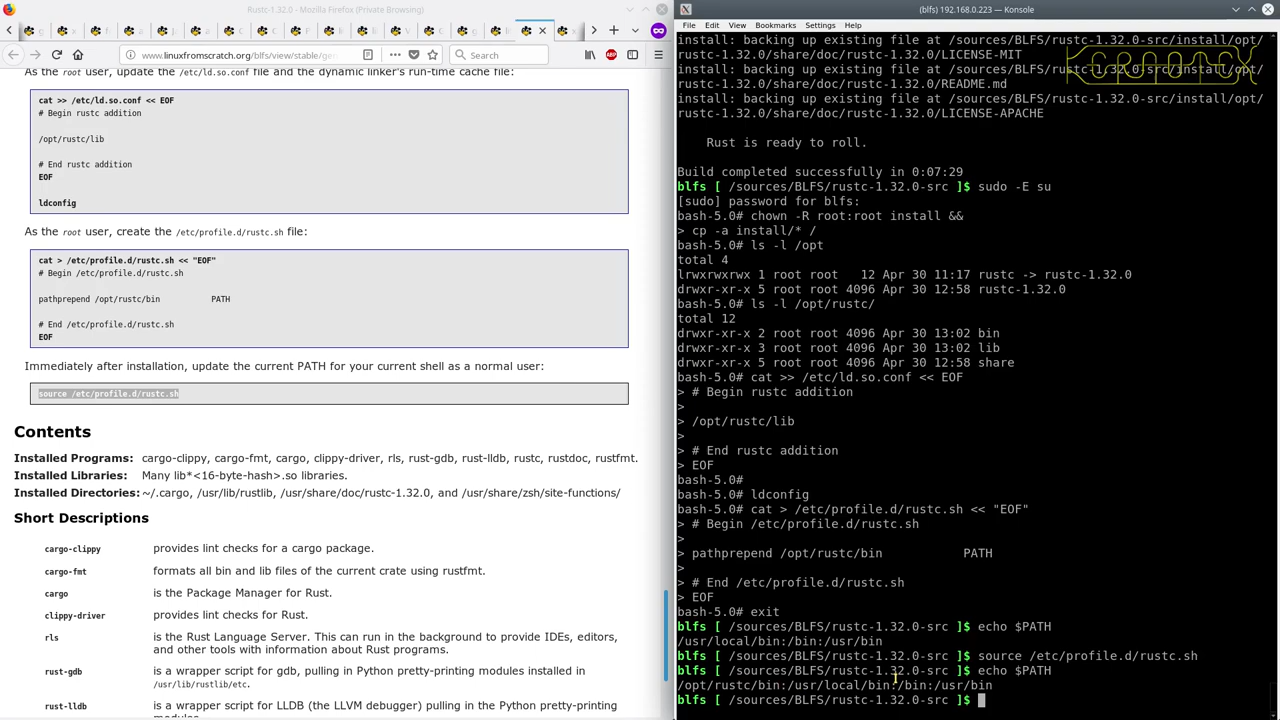 Rustc-1.32.0 - Mozilla Firefox (Private Browsing)
www.linuxfromscratch.org/blfs/view/stable/ge
Search
As the root user, update the /etc/ld.so.conf file and the dynamic linker's run-time cache file:
cat >> /etc/ld.so.conf << EOF
# Begin rustc addition
/opt/rustc/lib
# End rustc addition
EOF
ldconfig
As the root user, create the /etc/profile.d/rustc.sh file:
cat > /etc/profile.d/rustc.sh << "EOF"
# Begin /etc/profile.d/rustc.sh
pathprepend /opt/rustc/bin           PATH
# End /etc/profile.d/rustc.sh
EOF
Immediately after installation, update the current PATH for your current shell as a normal user:
source /etc/profile.d/rustc.sh
Contents
Installed Programs: cargo-clippy, cargo-fmt, cargo, clippy-driver, rls, rust-gdb, rust-lldb, rustc, rustdoc, rustfmt.
Installed Libraries: Many lib*<16-byte-hash>.so libraries.
Installed Directories: ~/.cargo, /usr/lib/rustlib, /usr/share/doc/rustc-1.32.0, and /usr/share/zsh/site-functions/
Short Descriptions
cargo-clippy provides lint checks for a cargo package.
cargo-fmt formats all bin and lib files of the current crate using rustfmt.
cargo is the Package Manager for Rust.
clippy-driver provides lint checks for Rust.
rls is the Rust Language Server. This can run in the background to provide IDEs, editors,
and other tools with information about Rust programs.
rust-gdb is a wrapper script for gdb, pulling in Python pretty-printing modules installed in
/usr/lib/rustlib/etc.
rust-lldb is a wrapper script for LLDB (the LLVM debugger) pulling in the Python pretty-printing
(blfs) 192.168.0.223 — Konsole
File Edit View Bookmarks Settings Help
install: backing up existing file at /sources/BLFS/rustc-1.32.0-src/install/opt/
rustc-1.32.0/share/doc/rustc-1.32.0/LICENSE-MIT
install: backing up existing file at /sources/BLFS/rustc-1.32.0-src/install/opt/
rustc-1.32.0/share/doc/rustc-1.32.0/README.md
install: backing up existing file at /sources/BLFS/rustc-1.32.0-src/install/opt/
rustc-1.32.0/share/doc/rustc-1.32.0/LICENSE-APACHE
Rust is ready to roll.
Build completed successfully in 0:07:29
blfs [ /sources/BLFS/rustc-1.32.0-src ]$ sudo -E su
[sudo] password for blfs:
bash-5.0# chown -R root:root install &&
> cp -a install/* /
bash-5.0# ls -l /opt
total 4
lrwxrwxrwx 1 root root   12 Apr 30 11:17 rustc -> rustc-1.32.0
drwxr-xr-x 5 root root 4096 Apr 30 12:58 rustc-1.32.0
bash-5.0# ls -l /opt/rustc/
total 12
drwxr-xr-x 2 root root 4096 Apr 30 13:02 bin
drwxr-xr-x 3 root root 4096 Apr 30 13:02 lib
drwxr-xr-x 5 root root 4096 Apr 30 12:58 share
bash-5.0# cat >> /etc/ld.so.conf << EOF
> # Begin rustc addition
>
> /opt/rustc/lib
>
> # End rustc addition
> EOF
bash-5.0#
bash-5.0# ldconfig
bash-5.0# cat > /etc/profile.d/rustc.sh << "EOF"
> # Begin /etc/profile.d/rustc.sh
>
> pathprepend /opt/rustc/bin           PATH
>
> # End /etc/profile.d/rustc.sh
> EOF
bash-5.0# exit
blfs [ /sources/BLFS/rustc-1.32.0-src ]$ echo $PATH
/usr/local/bin:/bin:/usr/bin
blfs [ /sources/BLFS/rustc-1.32.0-src ]$ source /etc/profile.d/rustc.sh
blfs [ /sources/BLFS/rustc-1.32.0-src ]$ echo $PATH
/opt/rustc/bin:/usr/local/bin:/bin:/usr/bin
blfs [ /sources/BLFS/rustc-1.32.0-src ]$